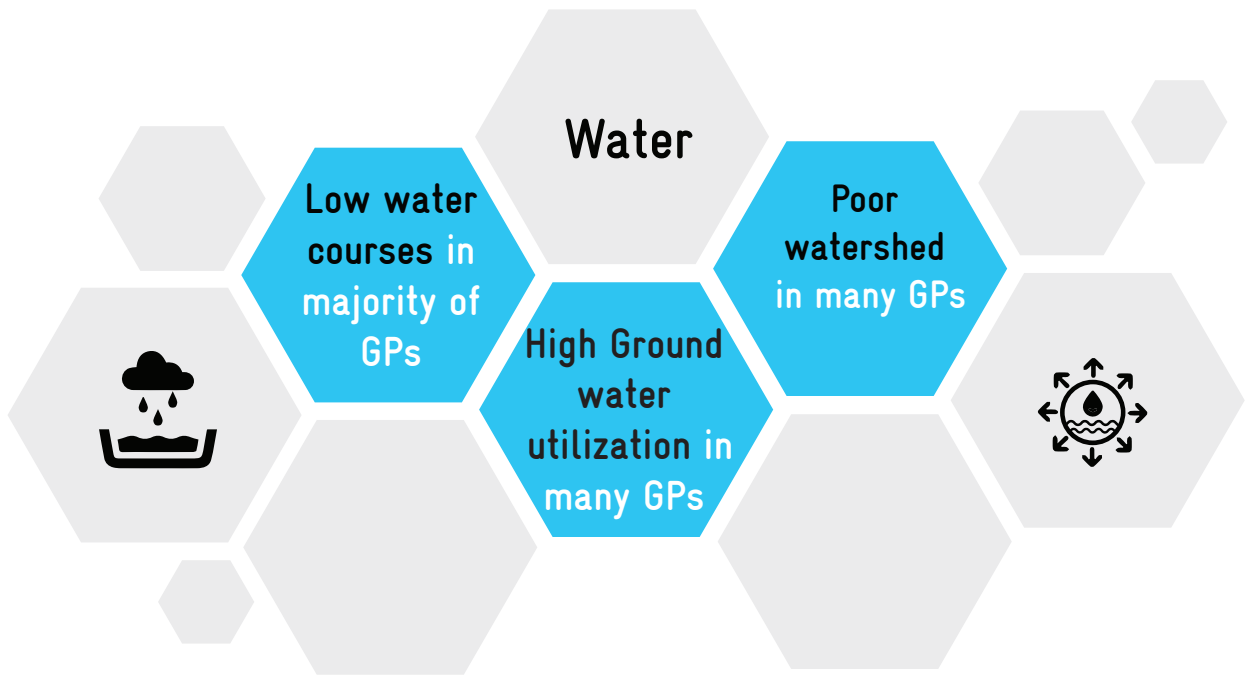 Water
Low water
courses in
majority of
GPs
High Ground
water
utilization in
many GPs
Poor
watershed
in many GPs